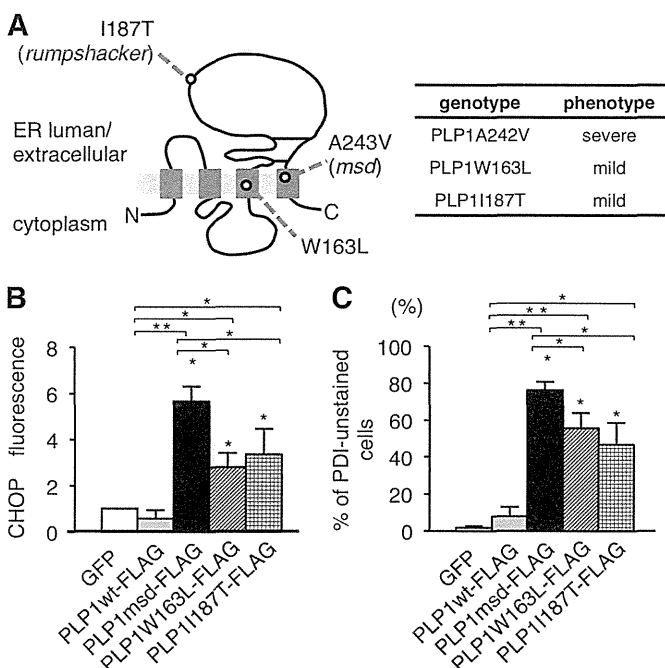 A
I187T
(rumpshacker)
ER luman/
extracellular
A243V
(msd)
cytoplasm
N
C
W163L
genotype phenotype
PLP1A242V severe
PLP1W163L mild
PLP1I187T mild
B
CHOP fluorescence
8
6
4
2
0
*
*
**
*
*
*
*
*
GFP
PLP1wt-FLAG
PLP1msd-FLAG
PLP1W163L-FLAG
PLP1I187T-FLAG
C
(%)
% of PDI-unstained
cells
100
80
60
40
20
0
*
**
**
*
*
*
*
*
GFP
PLP1wt-FLAG
PLP1msd-FLAG
PLP1W163L-FLAG
PLP1I187T-FLAG